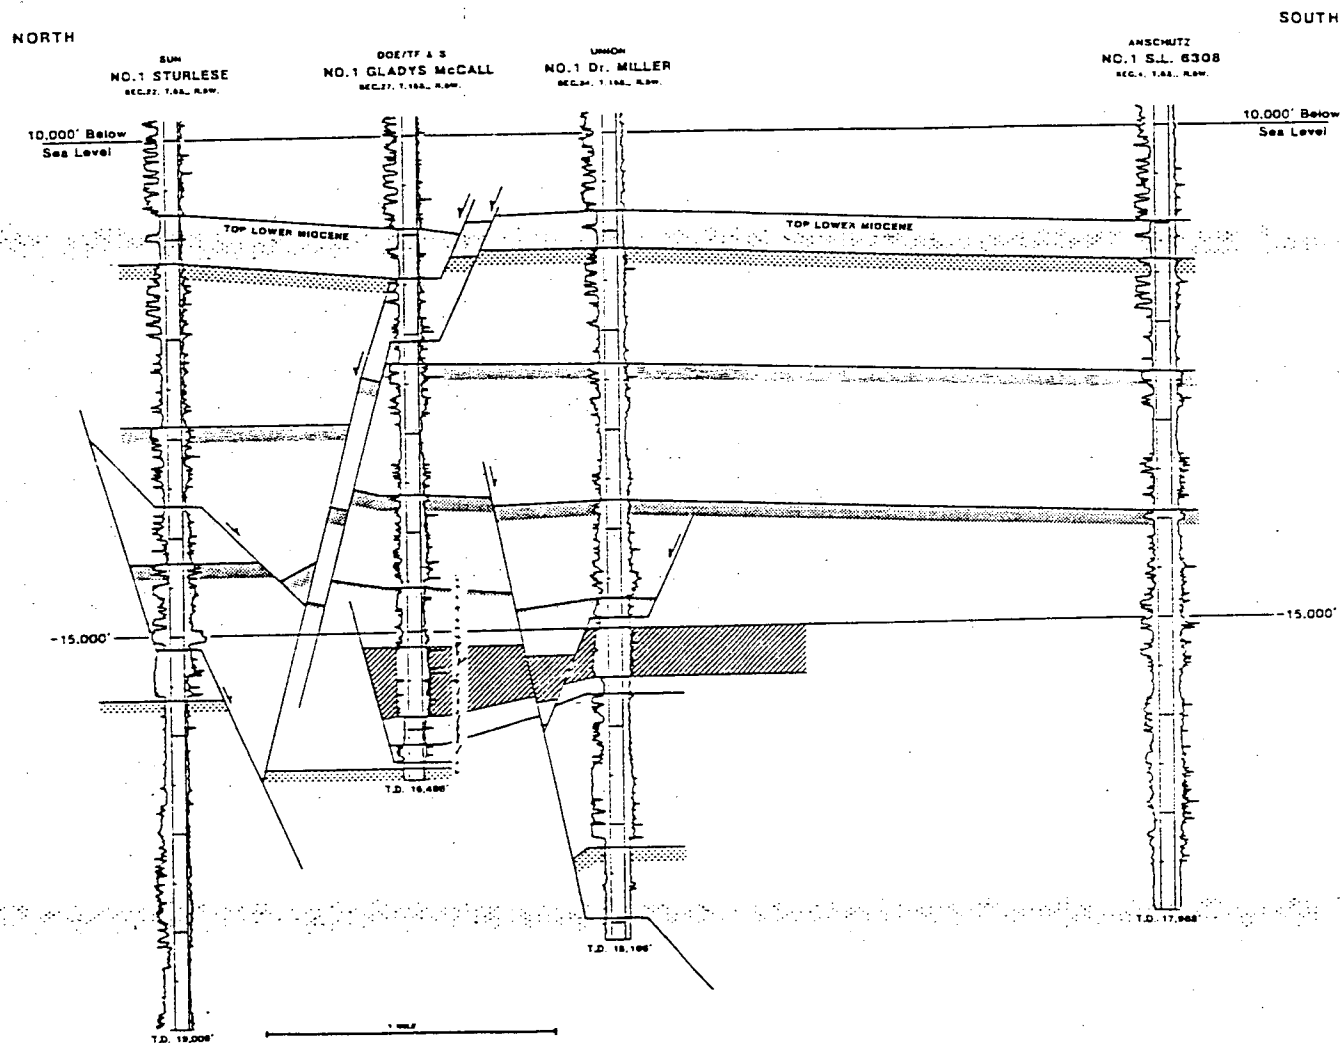 NORTH
SOUTH
SUN
NO.1 STURLESE
DOE/TF & S
NO.1 GLADYS McCALL
UNION
NO.1 Dr. MILLER
ANSCHUTZ
NO.1 S.L. 6308
10,000' Below
Sea Level
10,000' Below
Sea Level
TOP LOWER MIOCENE
TOP LOWER MIOCENE
-15,000'
-15,000'
T.D. 17,968'
T.D. 19,006'
1 MILE